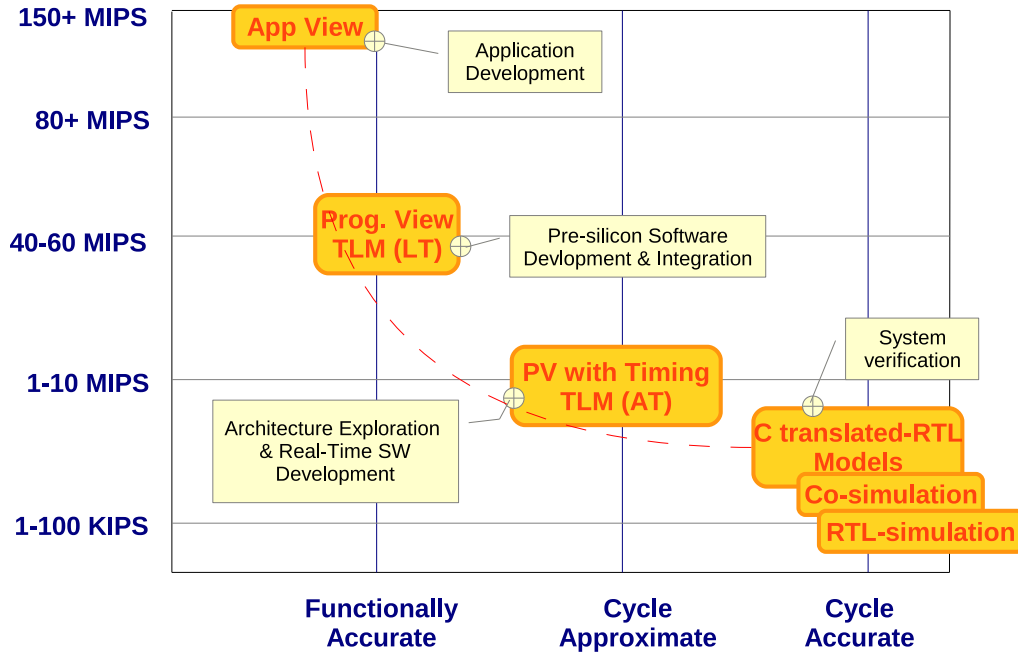 150+ MIPS
App View
Application
Development
80+ MIPS
Prog. View
TLM (LT)
40-60 MIPS
Pre-silicon Software
Devlopment & Integration
System
verification
1-10 MIPS
PV with Timing
TLM (AT)
Architecture Exploration
& Real-Time SW
Development
C translated-RTL
Models
Co-simulation
RTL-simulation
1-100 KIPS
Functionally
Accurate
Cycle
Approximate
Cycle
Accurate